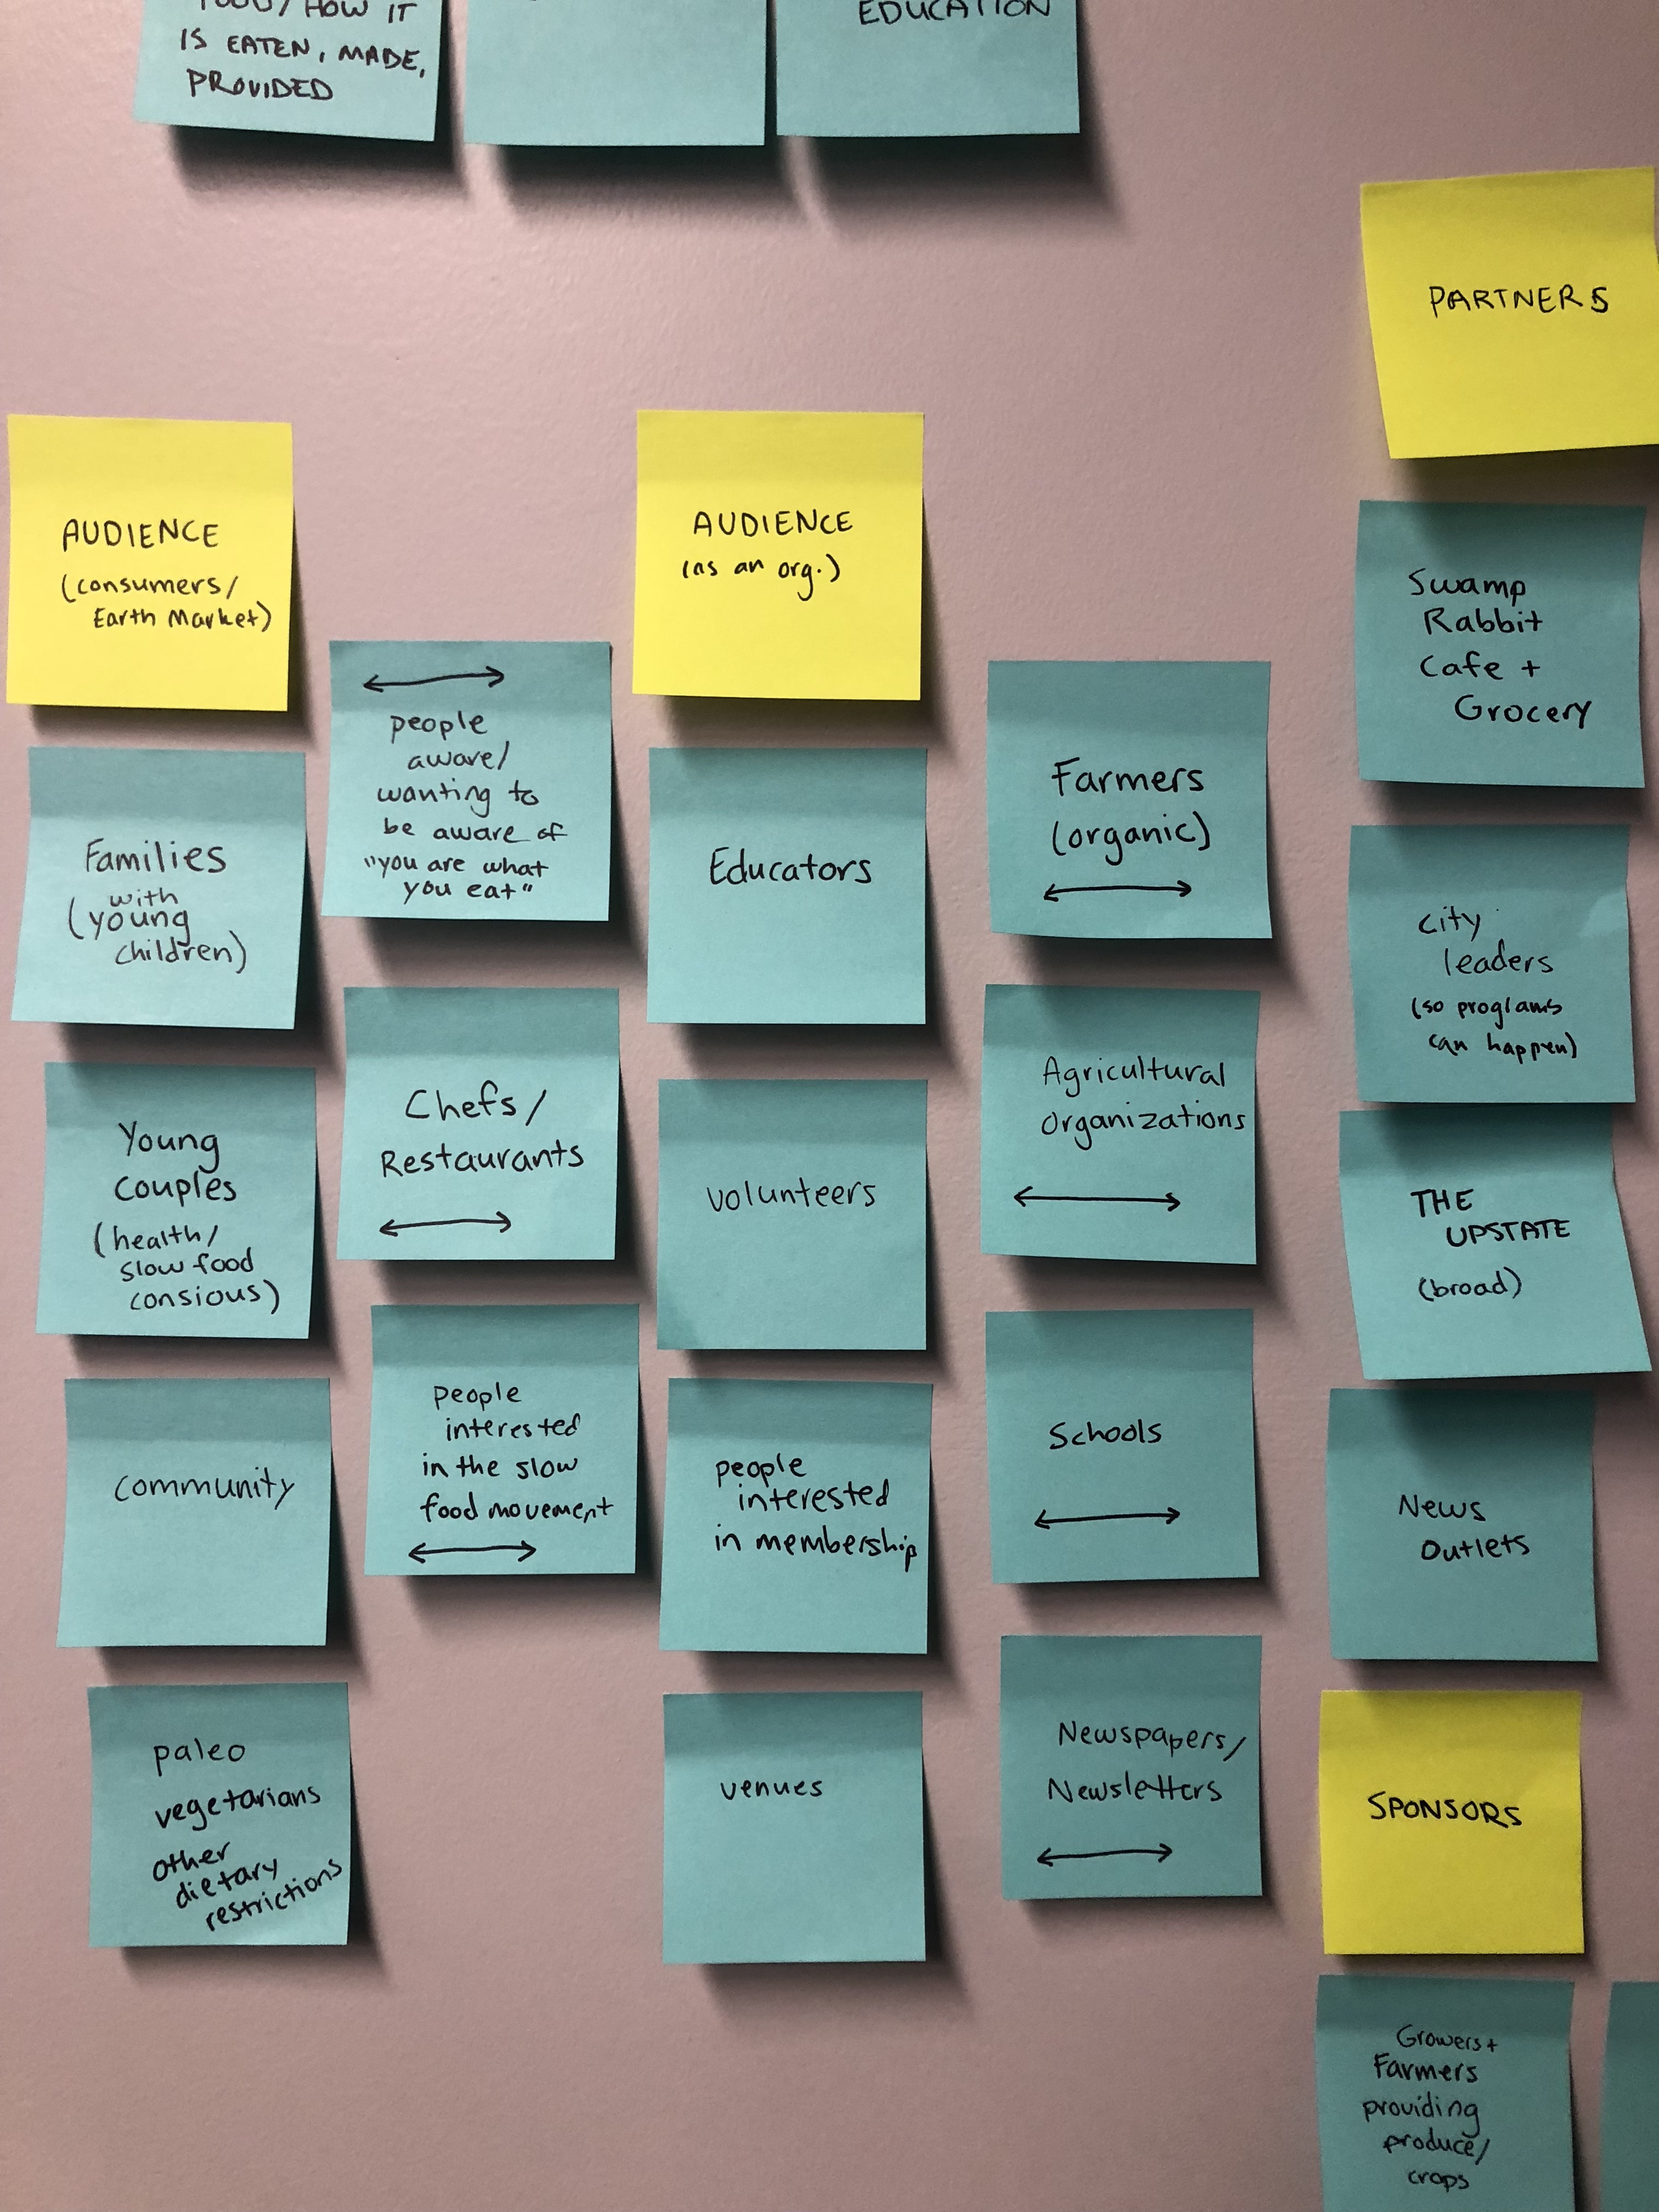 FOOD/ HOW IT
IS EATEN, MADE,
PROVIDED
EDUCATION
AUDIENCE
(consumers/
Earth Market)
Families
with
(young
children)
Young
couples
(health/
slow food
consious)
community
paleo
vegetarians
other
dietary
restrictions
people
aware/
wanting to
be aware of
"you are what
you eat"
Chefs/
Restaurants
people
interested
in the slow
food movement
AUDIENCE
(as an org.)
Educators
volunteers
people
interested
in membership
venues
Farmers
(organic)
Agricultural
organizations
Schools
Newspapers/
Newsletters
PARTNERS
Swamp
Rabbit
Cafe +
Grocery
city
leaders
(so programs
can happen)
THE
UPSTATE
(broad)
News
Outlets
SPONSORS
Growers +
Farmers
providing
produce/
crops